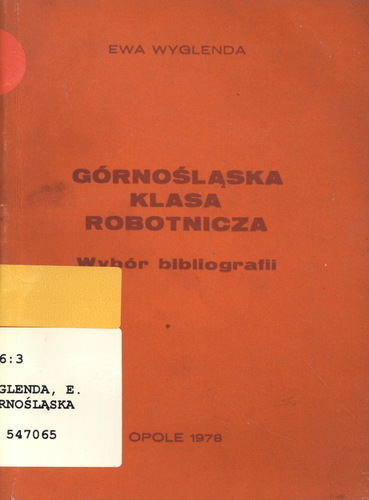 EWA WYGLENDA
GÓRNOŚLĄSKA
KLASA
ROBOTNICZA
Wybór bibliografii
6:3
GLENDA, E.
RNOŚLĄSKA
547065
OPOLE 1978